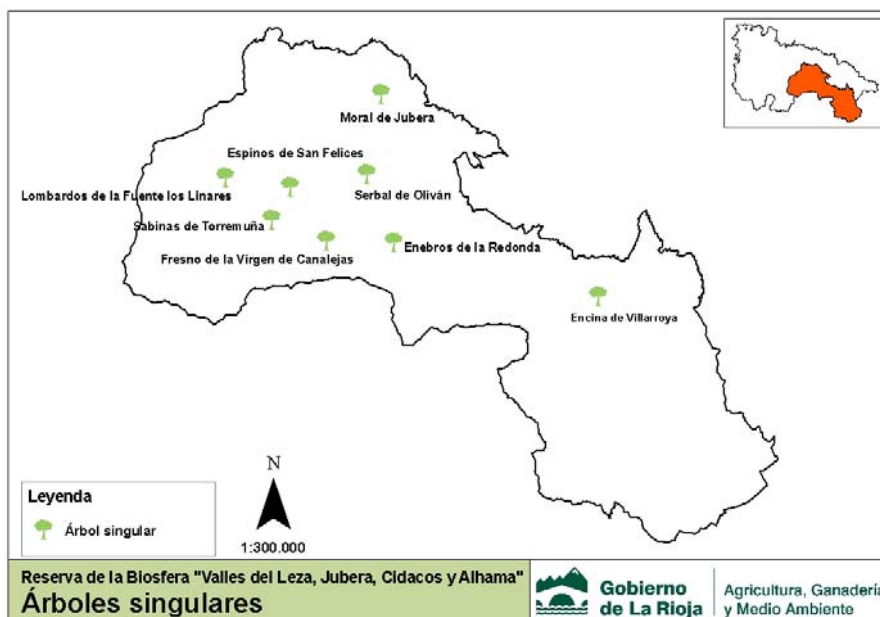 Moral de Jubera
Espinos de San Felices
Lombardos de la Fuente los Linares
Serbal de Oliván
Sabinas de Torremuña
Enebros de la Redonda
Fresno de la Virgen de Canalejas
Encina de Villarroya
N
1:300.000
Leyenda
Árbol singular
Reserva de la Biosfera "Valles del Leza, Jubera, Cidacos y Alhama"
Árboles singulares
Gobierno
de La Rioja
Agricultura, Ganadería
y Medio Ambiente